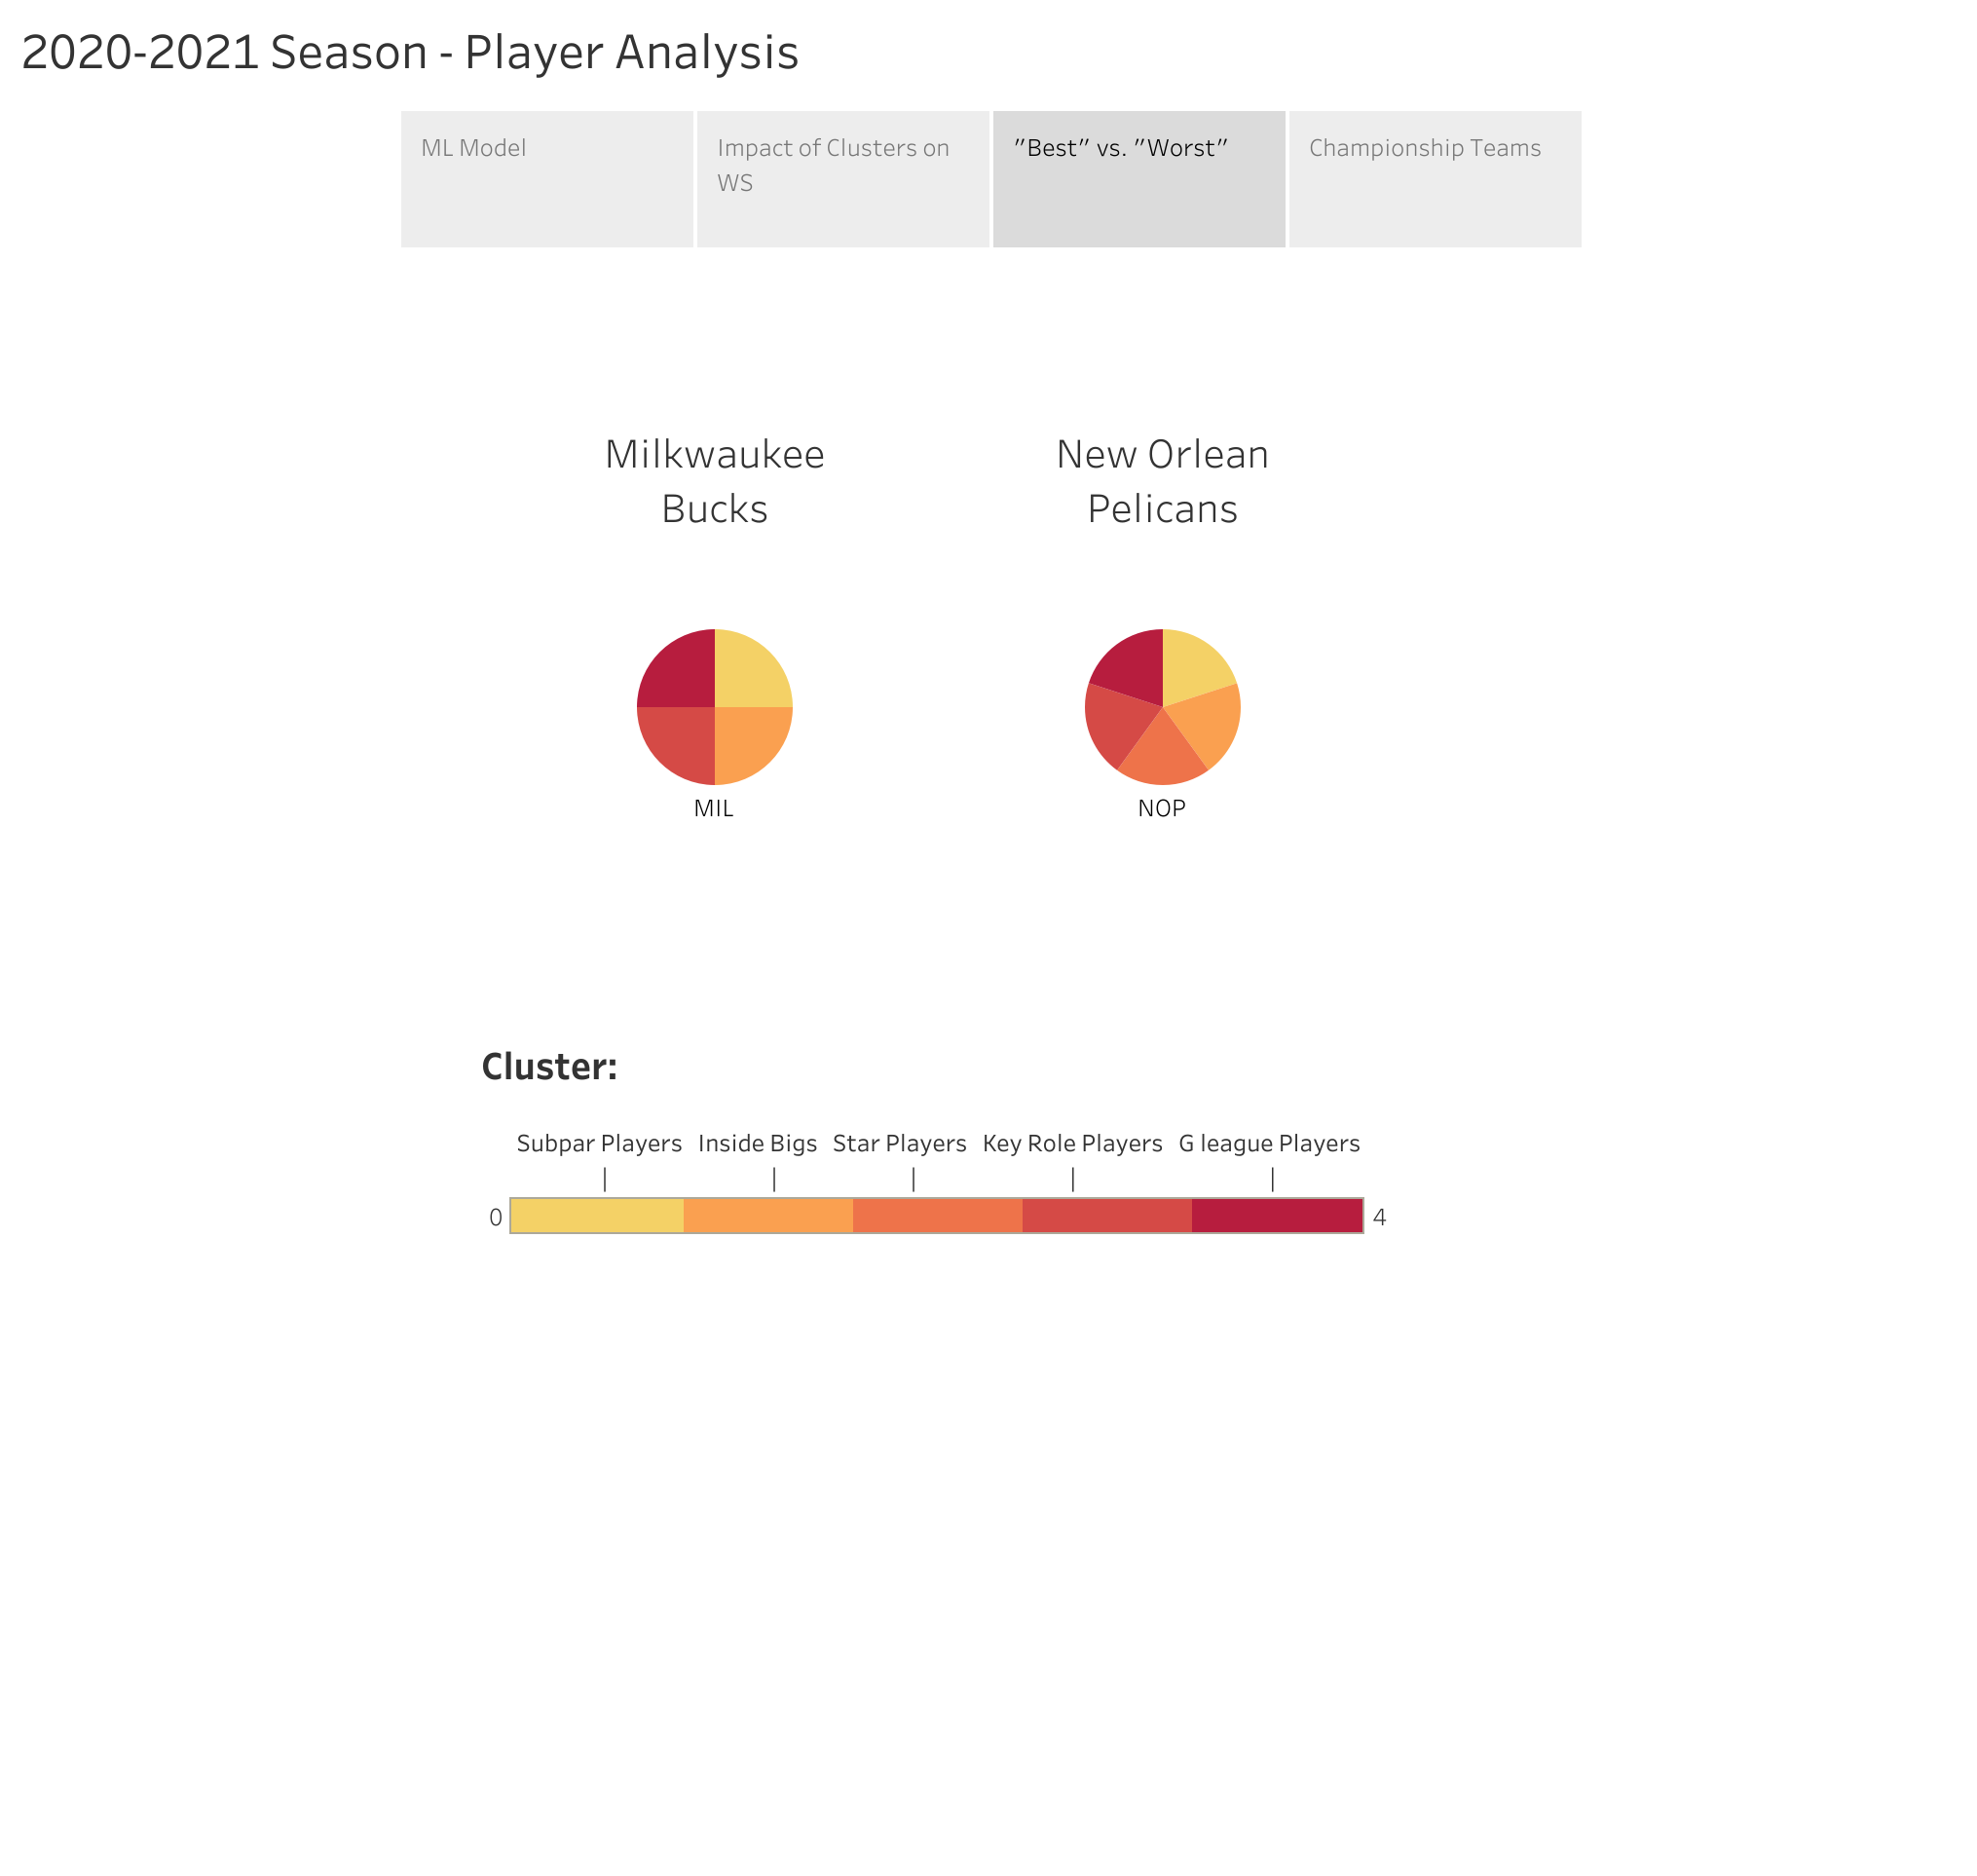 2020-2021 Season - Player Analysis
ML Model
Impact of Clusters on
WS
"Best" vs. "Worst"
Championship Teams
Milkwaukee
Bucks
New Orlean
Pelicans
MIL
NOP
Cluster:
Subpar Players
Inside Bigs
Star Players
Key Role Players
G league Players
0
4